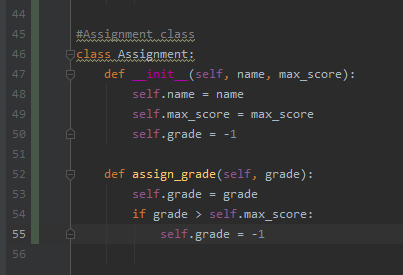 44
45 #Assignment class
46 class Assignment:
47     def __init__(self, name, max_score):
48         self.name = name
49         self.max_score = max_score
50         self.grade = -1
51
52     def assign_grade(self, grade):
53         self.grade = grade
54         if grade > self.max_score:
55             self.grade = -1
56